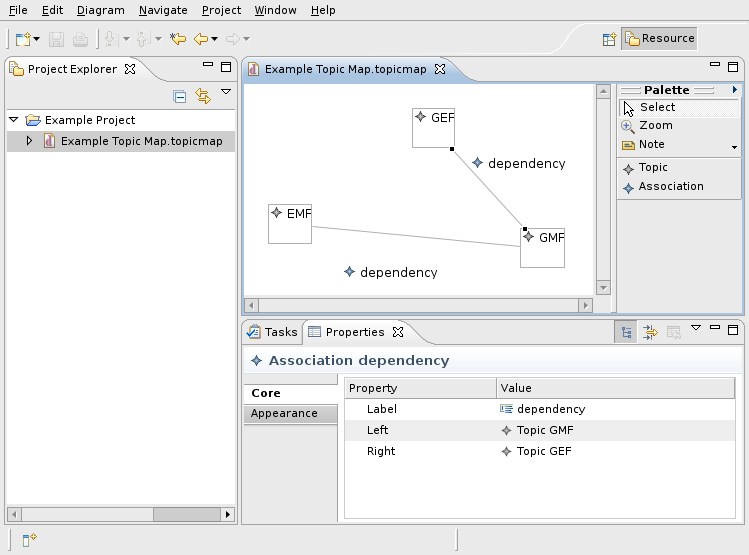 File Edit Diagram Navigate Project Window Help
Resource
Project Explorer
Example Project
Example Topic Map.topicmap
Example Topic Map.topicmap
GEF
dependency
EMF
GMF
dependency
Palette
Select
Zoom
Note
Topic
Association
Tasks Properties
Association dependency
Core
Appearance
Property Value
Label dependency
Left Topic GMF
Right Topic GEF